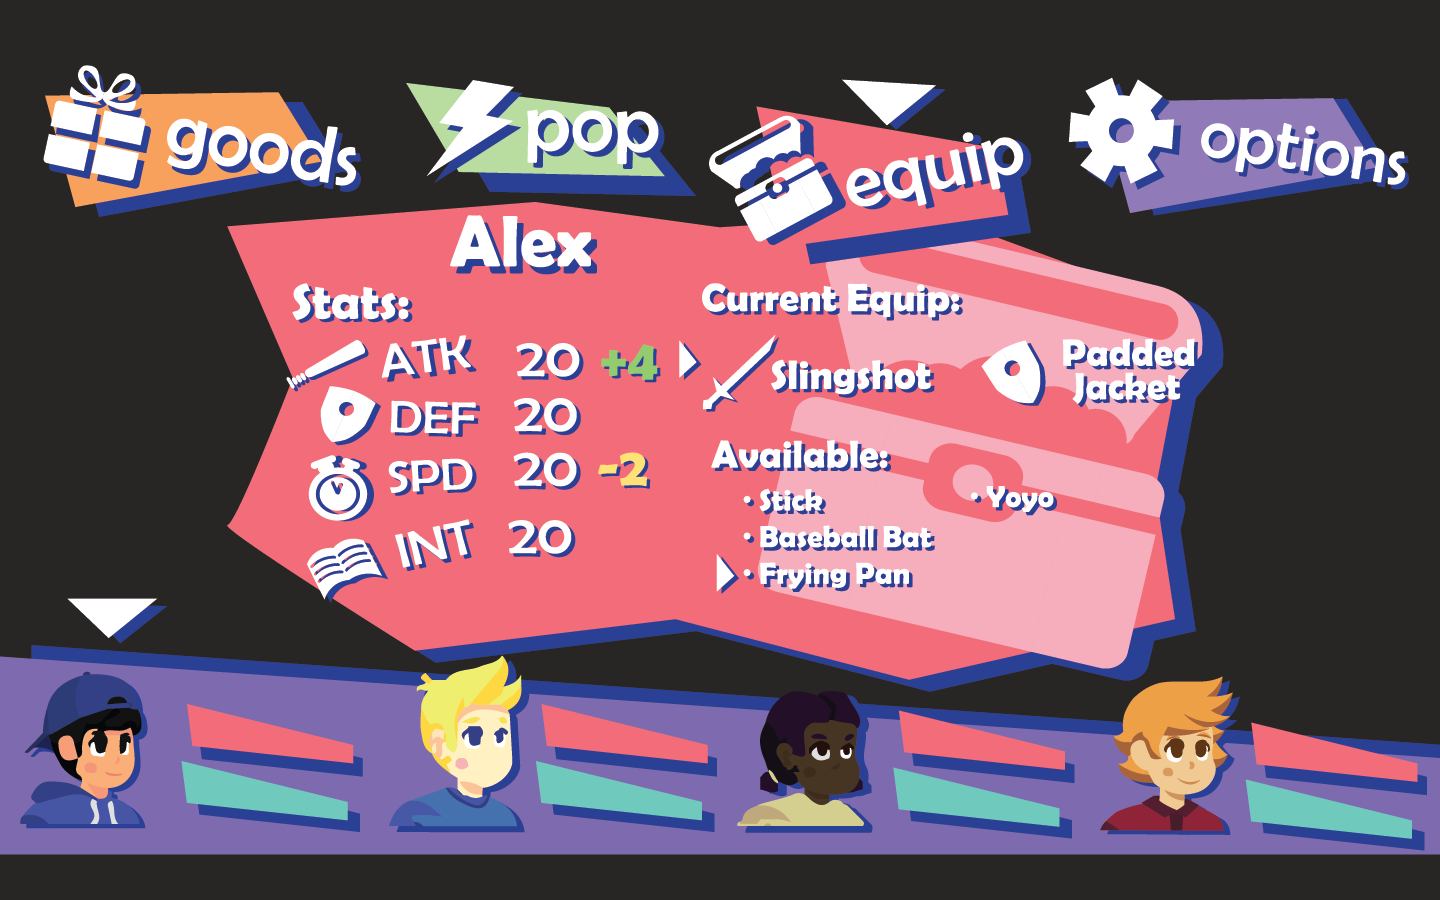 goods
pop
equip
options
Alex
Stats:
ATK 20 +4
DEF 20
SPD 20 -2
INT 20
Current Equip:
Slingshot
Padded
Jacket
Available:
• Stick
• Yoyo
• Baseball Bat
• Frying Pan